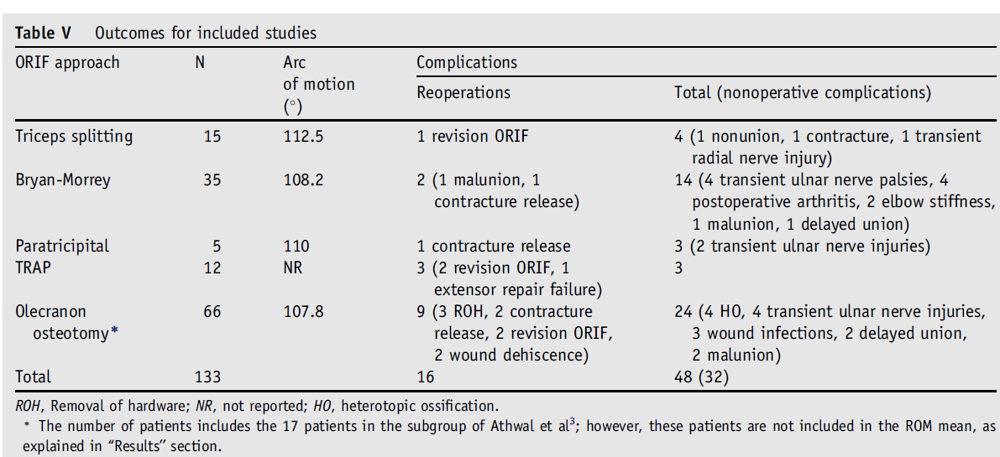 Table V Outcomes for included studies
ORIF approach N Arc of motion (°) Complications
Reoperations Total (nonoperative complications)
Triceps splitting 15 112.5 1 revision ORIF 4 (1 nonunion, 1 contracture, 1 transient
radial nerve injury)
Bryan-Morrey 35 108.2 2 (1 malunion, 1 14 (4 transient ulnar nerve palsies, 4
contracture release) postoperative arthritis, 2 elbow stiffness,
1 malunion, 1 delayed union)
Paratricipital 5 110 1 contracture release 3 (2 transient ulnar nerve injuries)
TRAP 12 NR 3 (2 revision ORIF, 1 3
extensor repair failure)
Olecranon 66 107.8 9 (3 ROH, 2 contracture 24 (4 HO, 4 transient ulnar nerve injuries,
osteotomy* release, 2 revision ORIF, 3 wound infections, 2 delayed union,
2 wound dehiscence) 2 malunion)
Total 133 16 48 (32)
ROH, Removal of hardware; NR, not reported; HO, heterotopic ossification.
* The number of patients includes the 17 patients in the subgroup of Athwal et al3; however, these patients are not included in the ROM mean, as
explained in “Results” section.